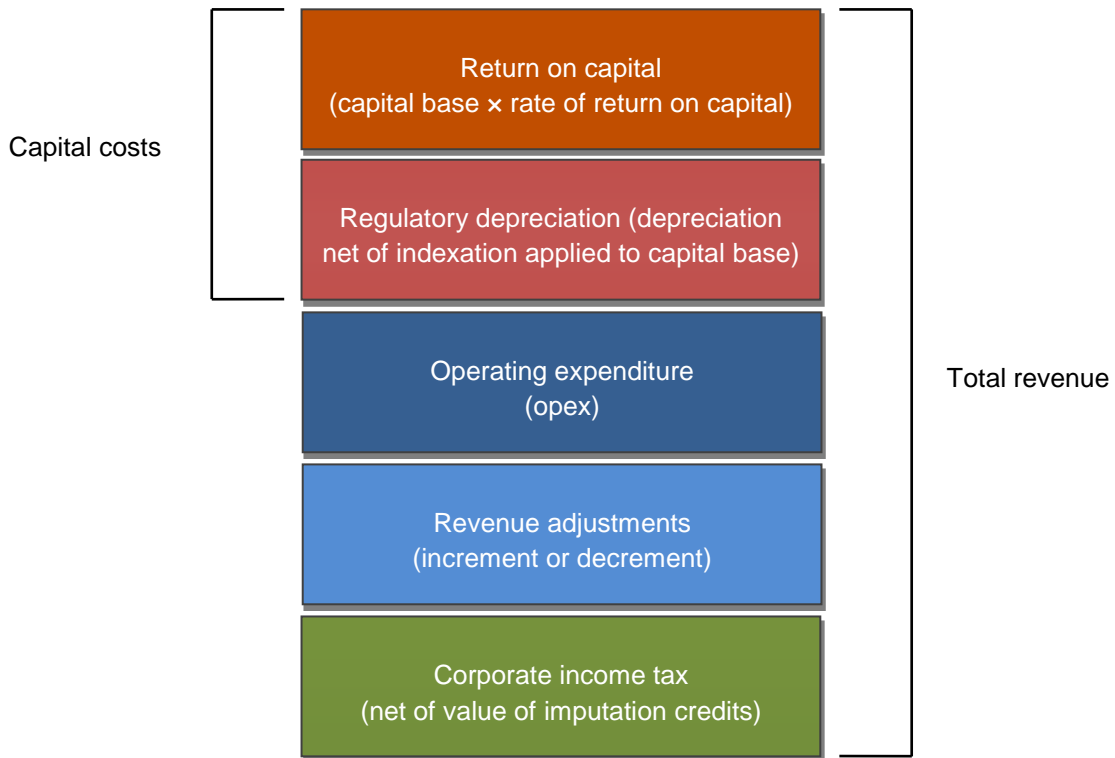 Return on capital
(capital base × rate of return on capital)
Capital costs
Regulatory depreciation (depreciation
net of indexation applied to capital base)
Operating expenditure
(opex)
Total revenue
Revenue adjustments
(increment or decrement)
Corporate income tax
(net of value of imputation credits)